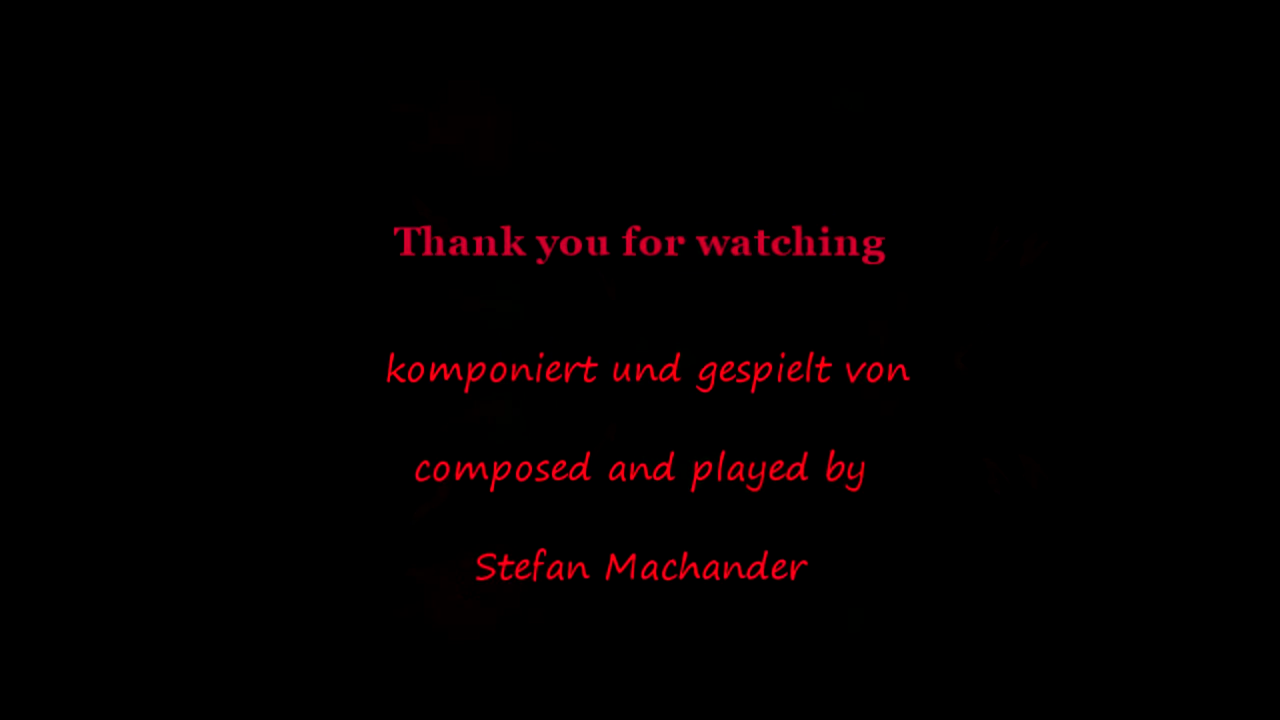 Thank you for watching
komponiert und gespielt von
composed and played by
Stefan Machander